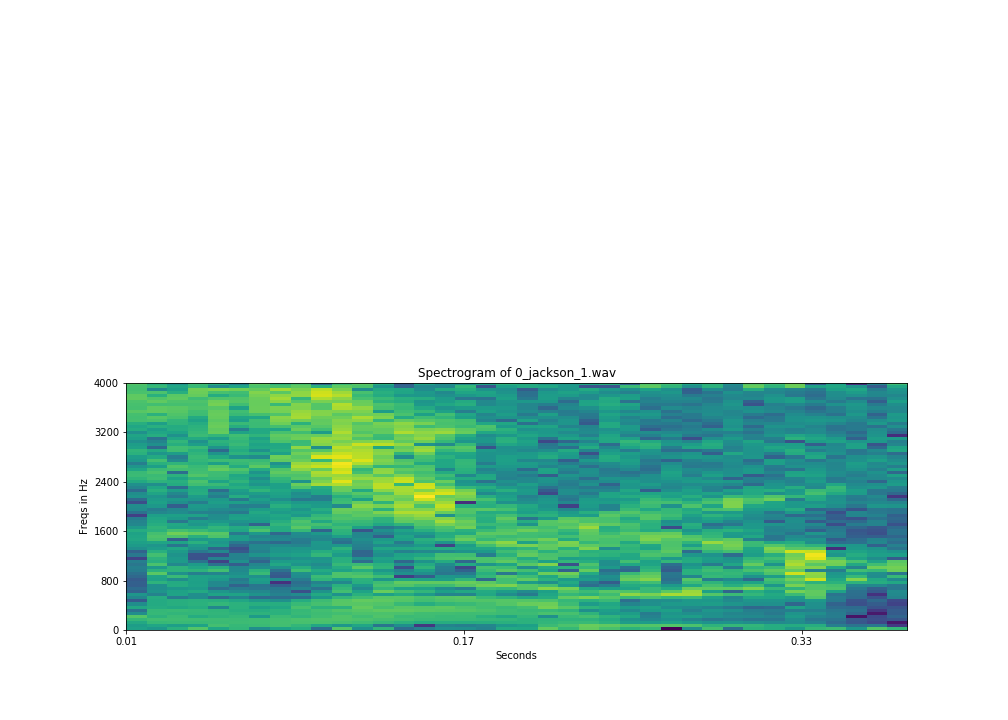 Spectrogram of 0_jackson_1.wav
4000
3200
2400
1600
800
0
Freqs in Hz
0.01 0.17 0.33
Seconds